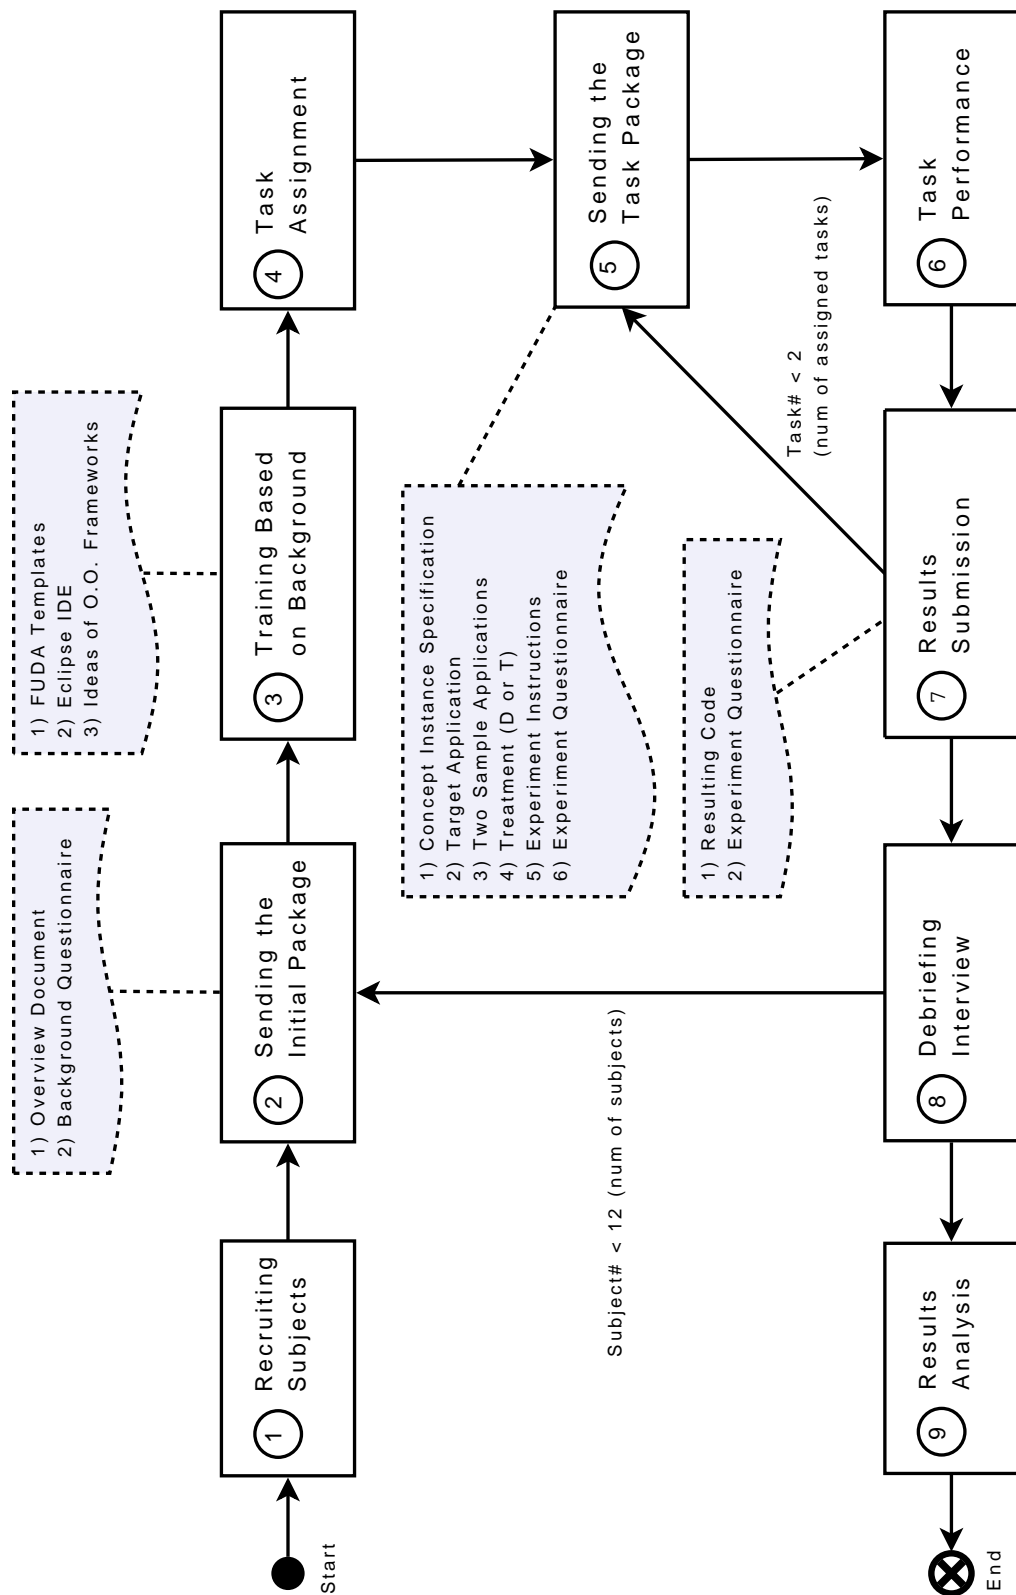 1) Overview Document
2) Background Questionnaire
1) FUDA Templates
2) Eclipse IDE
3) Ideas of O.O. Frameworks
Start
1
Recruiting
Subjects
2
Sending the
Initial Package
3
Training Based
on Background
4
Task
Assignment
1) Concept Instance Specification
2) Target Application
3) Two Sample Applications
4) Treatment (D or T)
5) Experiment Instructions
6) Experiment Questionnaire
5
Sending the
Task Package
Subject# < 12 (num of subjects)
1) Resulting Code
2) Experiment Questionnaire
Task# < 2
(num of assigned tasks)
End
9
Results
Analysis
8
Debriefing
Interview
7
Results
Submission
6
Task
Performance